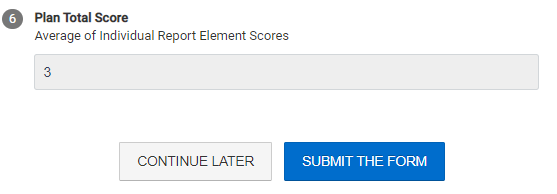 6 Plan Total Score
Average of Individual Report Element Scores
3
CONTINUE LATER SUBMIT THE FORM